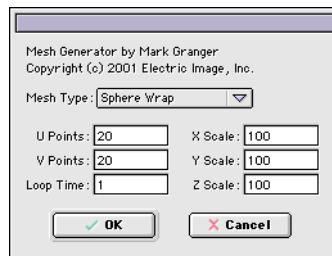 Mesh Generator by Mark Granger
Copyright (c) 2001 Electric Image, Inc.
Mesh Type: Sphere Wrap
U Points: 20 X Scale: 100
V Points: 20 Y Scale: 100
Loop Time: 1 Z Scale: 100
OK Cancel